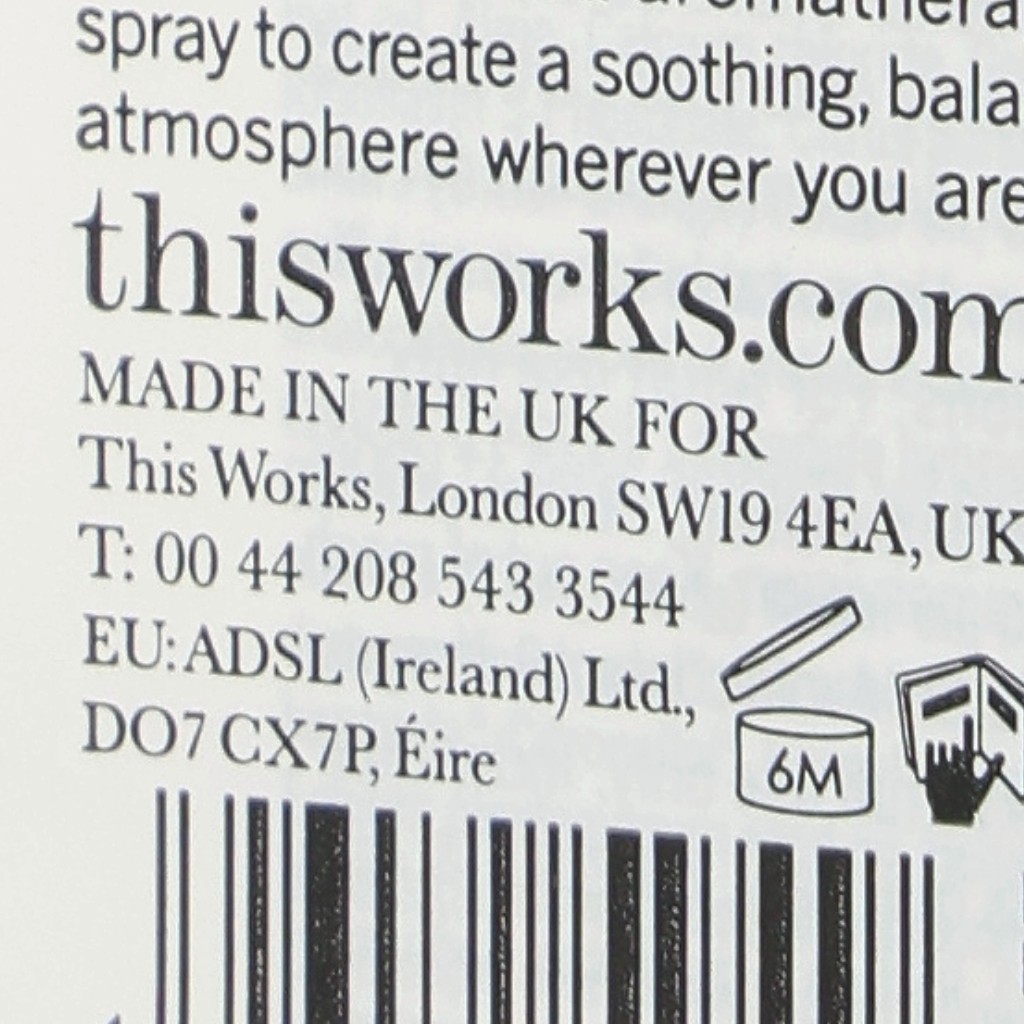 spray to create a soothing,
atmosphere wherever you are
thisworks.com
MADE IN THE UK FOR
This Works, London SW19 4EA, UK
T: 00 44 208 543 3544
EU: ADSL (Ireland) Ltd.,
DO7 CX7P, Éire
6M